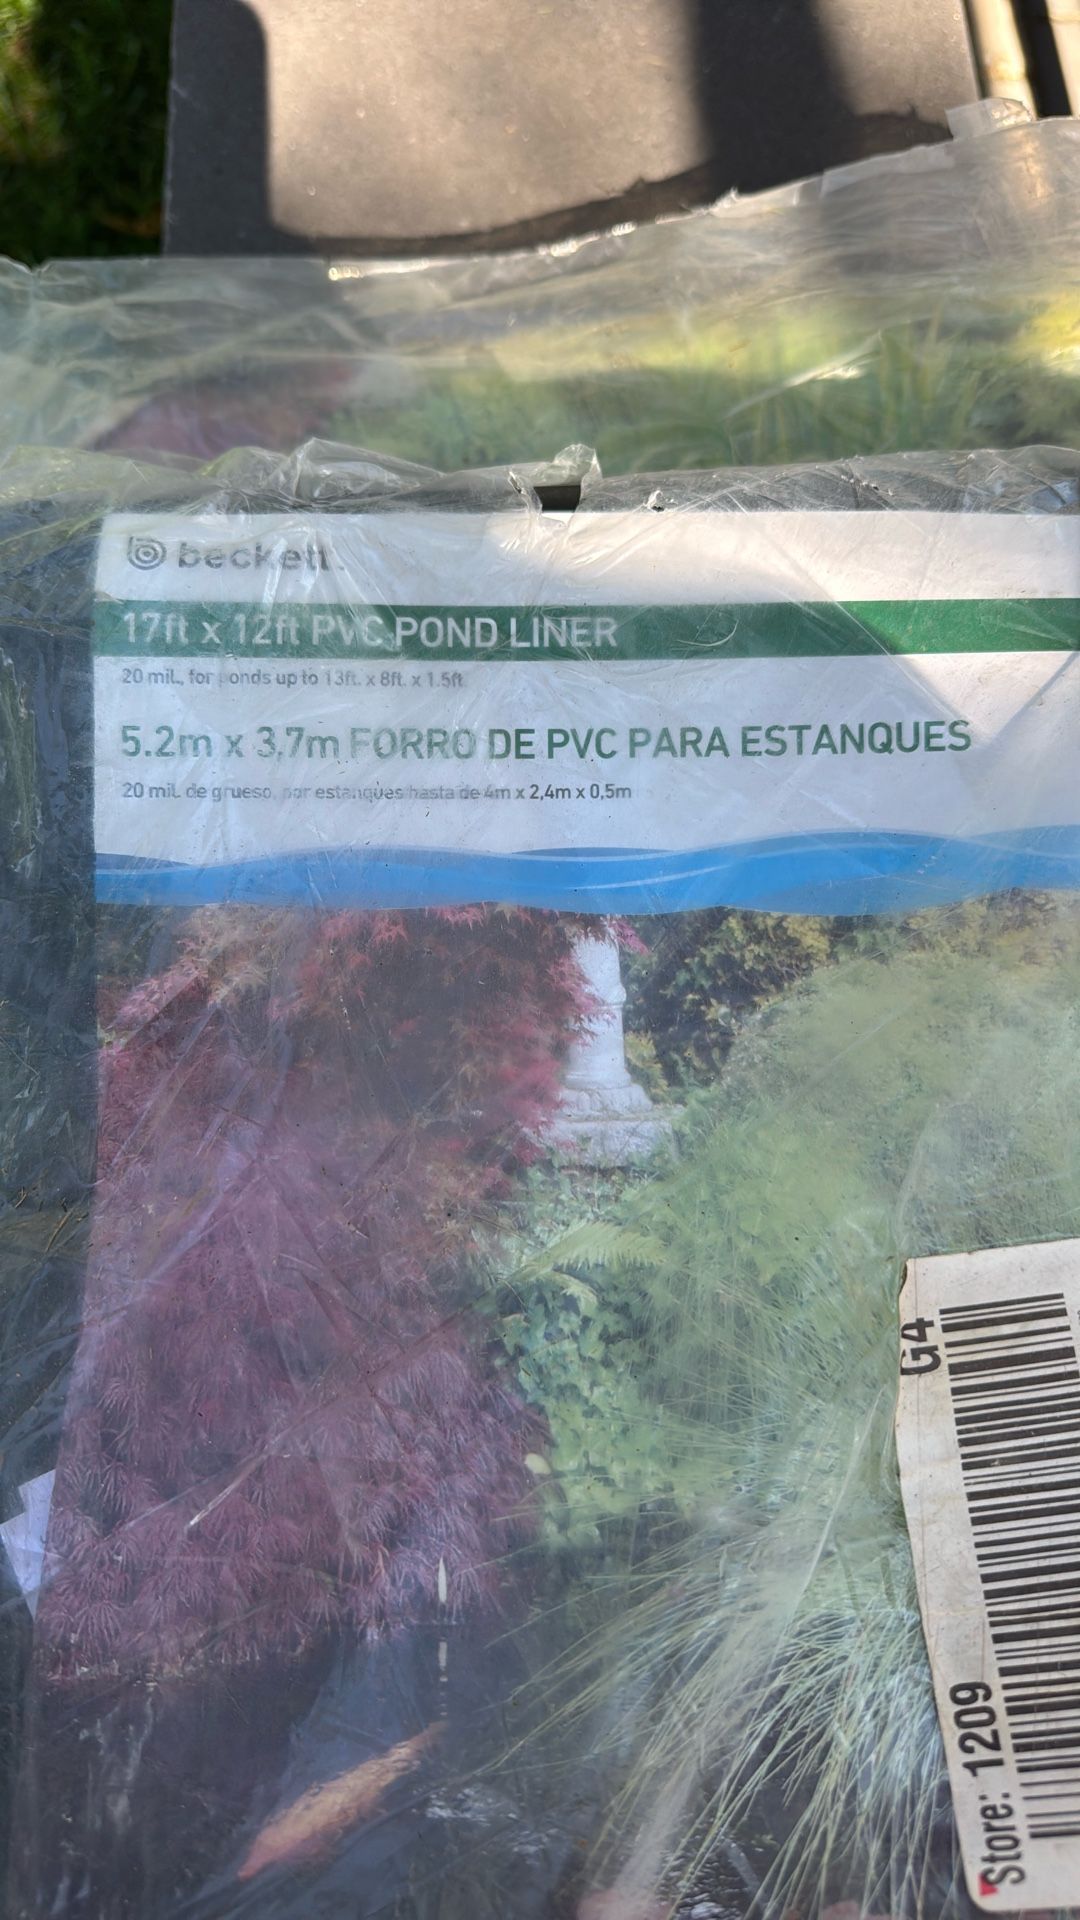 beckett
17ft x 12ft PVC POND LINER
20 mil., for ponds up to 13ft. x 8ft. x 1.5ft.
5.2m x 3,7m FORRO DE PVC PARA ESTANQUES
20 mil. de grueso, por estanques hasta de 4m x 2,4m x 0,5m
G4
Store: 1209